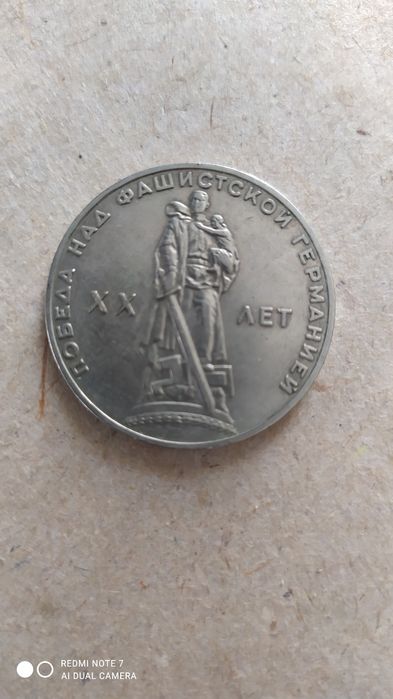 ПОБЕДА НАД ФАШИСТСКОЙ ГЕРМАНИЕЙ
XX ЛЕТ
REDMI NOTE 7
AI DUAL CAMERA